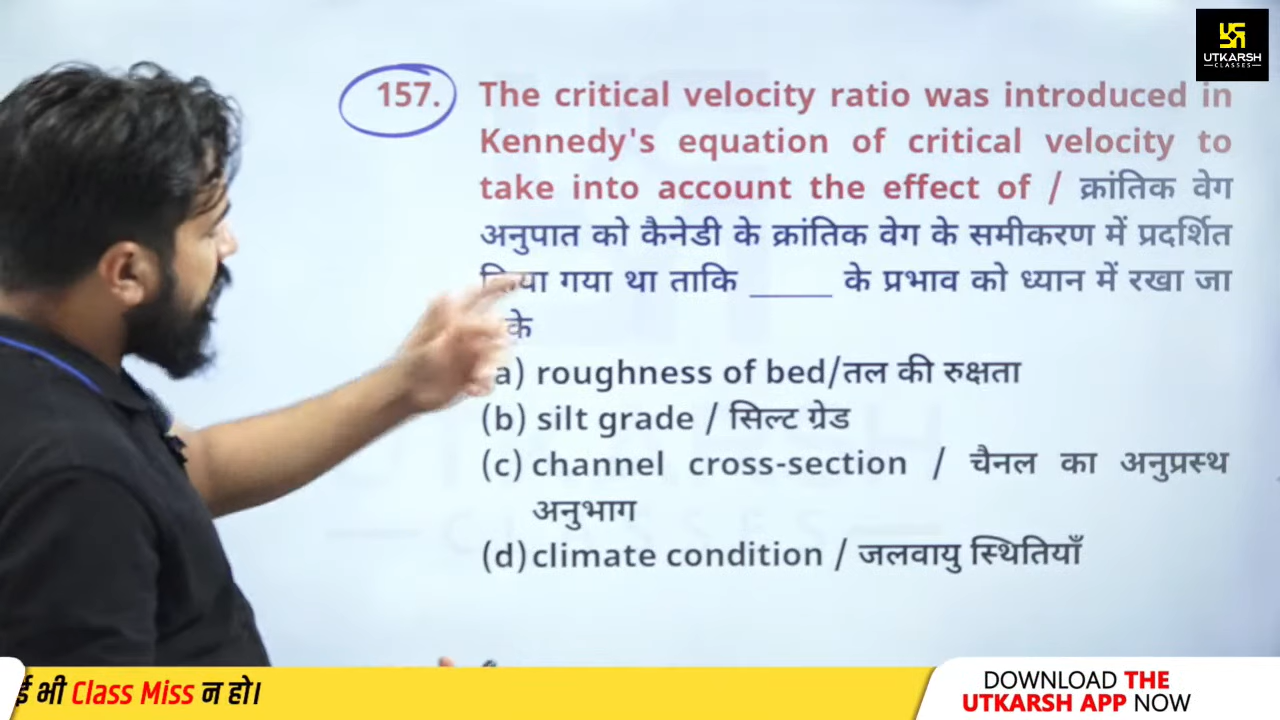 UTKARSH
CLASSES
157. The critical velocity ratio was introduced in
Kennedy's equation of critical velocity to
take into account the effect of / क्रांतिक वेग
अनुपात को कैनेडी के क्रांतिक वेग के समीकरण में प्रदर्शित
किया गया था ताकि _____ के प्रभाव को ध्यान में रखा जा
के
a) roughness of bed/तल की रुक्षता
(b) silt grade / सिल्ट ग्रेड
(c) channel cross-section / चैनल का अनुप्रस्थ
अनुभाग
(d) climate condition / जलवायु स्थितियाँ
ई भी Class Miss न हो।
DOWNLOAD THE
UTKARSH APP NOW